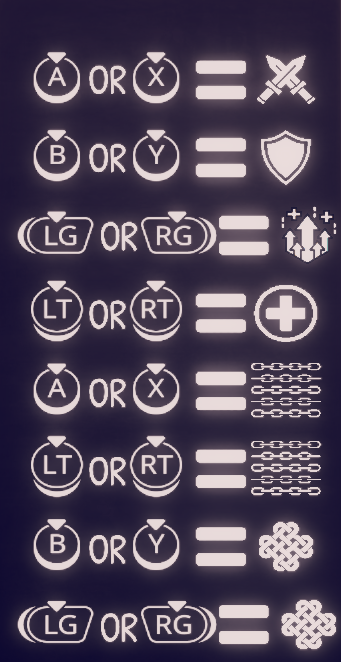 A OR X
B OR Y
LG OR RG
LT OR RT
A OR X
LT OR RT
B OR Y
LG OR RG